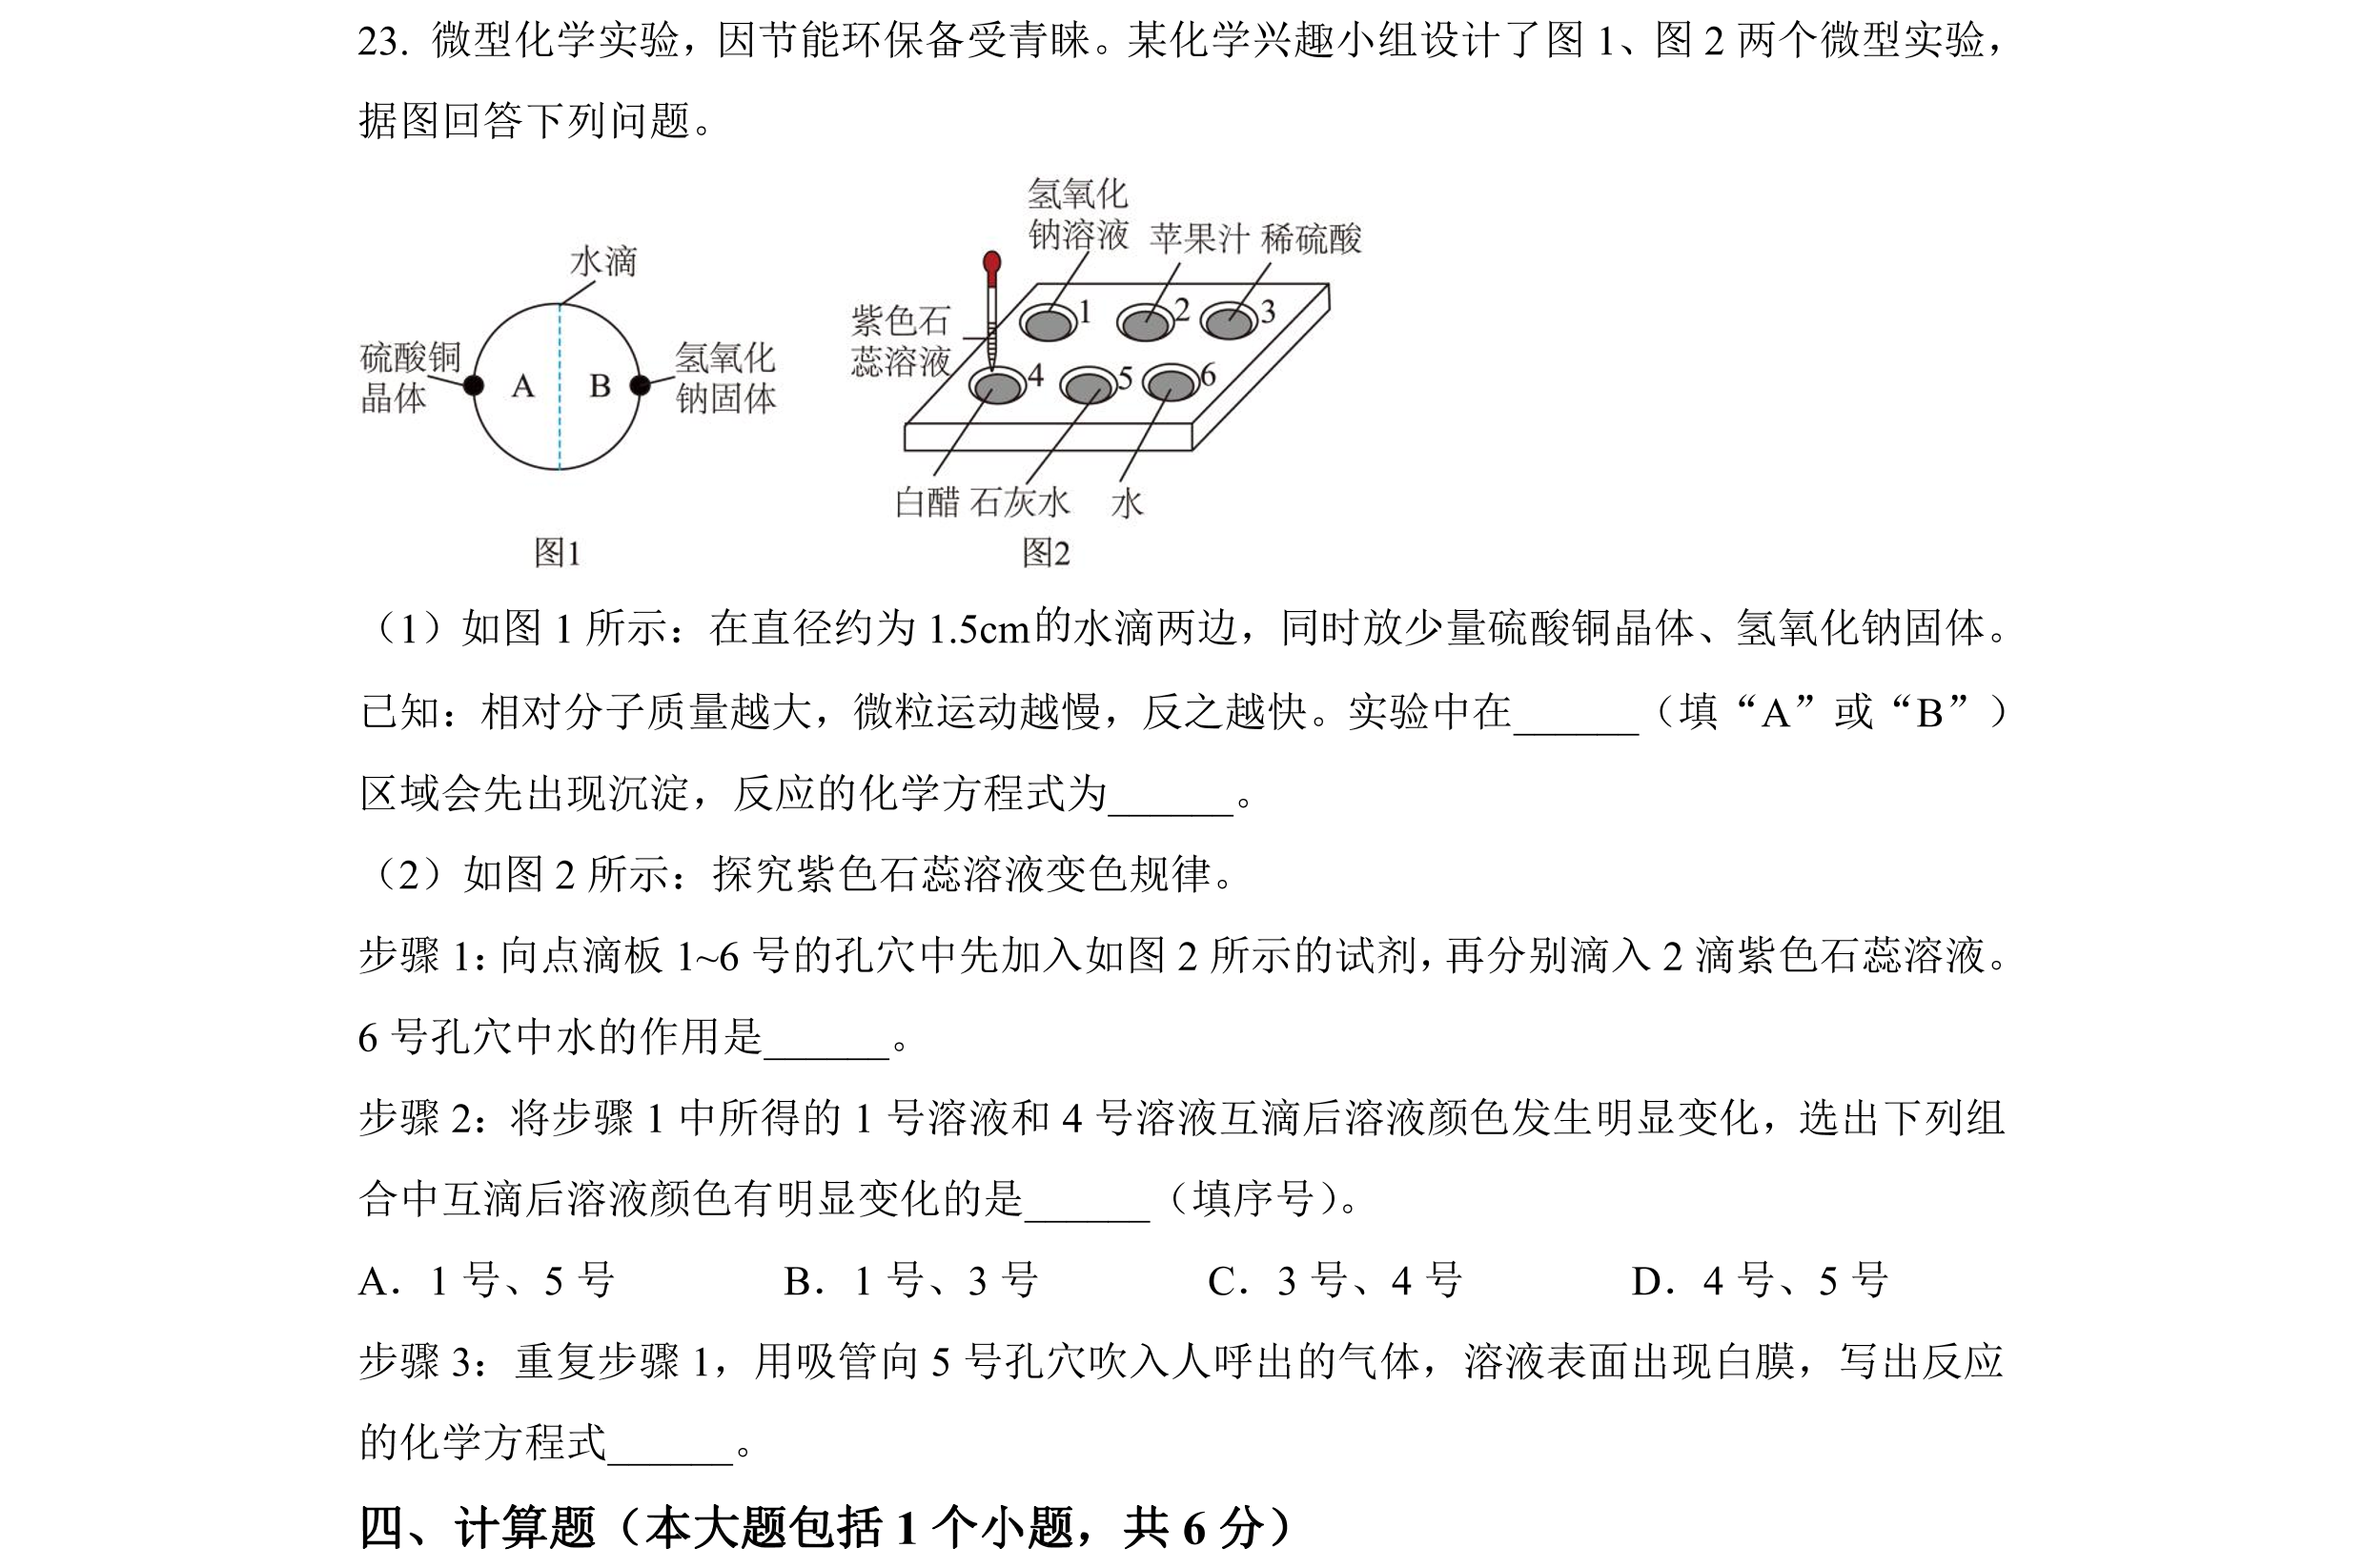 23. 微型化学实验，因节能环保备受青睐。某化学兴趣小组设计了图 1、图 2 两个微型实验，
据图回答下列问题。
水滴
硫酸铜
晶体
A
B
氢氧化
钠固体
图1
氢氧化
钠溶液
苹果汁
稀硫酸
紫色石
蕊溶液
1
2
3
4
5
6
白醋
石灰水
水
图2
（1）如图 1 所示：在直径约为 1.5cm的水滴两边，同时放少量硫酸铜晶体、氢氧化钠固体。
已知：相对分子质量越大，微粒运动越慢，反之越快。实验中在______（填“A”或“B”）
区域会先出现沉淀，反应的化学方程式为______。
（2）如图 2 所示：探究紫色石蕊溶液变色规律。
步骤 1：向点滴板 1~6 号的孔穴中先加入如图 2 所示的试剂，再分别滴入 2 滴紫色石蕊溶液。
6 号孔穴中水的作用是______。
步骤 2：将步骤 1 中所得的 1 号溶液和 4 号溶液互滴后溶液颜色发生明显变化，选出下列组
合中互滴后溶液颜色有明显变化的是______（填序号）。
A. 1 号、5 号 B. 1 号、3 号 C. 3 号、4 号 D. 4 号、5 号
步骤 3：重复步骤 1，用吸管向 5 号孔穴吹入人呼出的气体，溶液表面出现白膜，写出反应
的化学方程式______。
四、计算题（本大题包括 1 个小题，共 6 分）